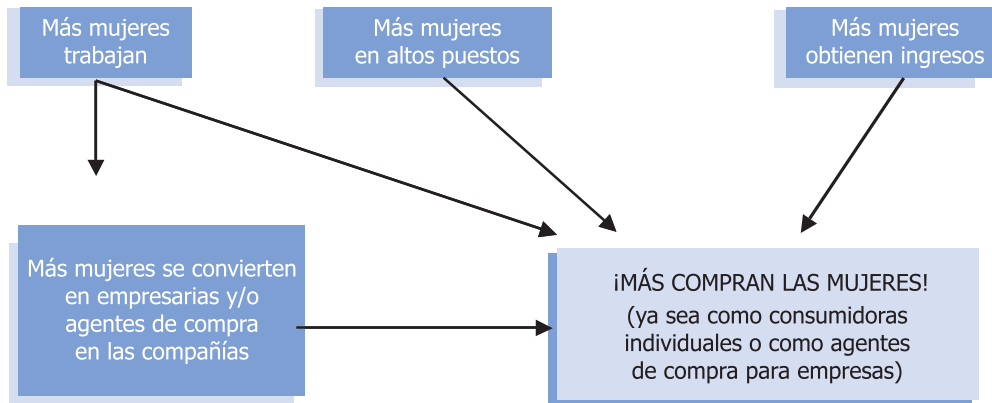 Más mujeres
trabajan
Más mujeres
en altos puestos
Más mujeres
obtienen ingresos
Más mujeres se convierten
en empresarias y/o
agentes de compra
en las compañías
¡MÁS COMPRAN LAS MUJERES!
(ya sea como consumidoras
individuales o como agentes
de compra para empresas)